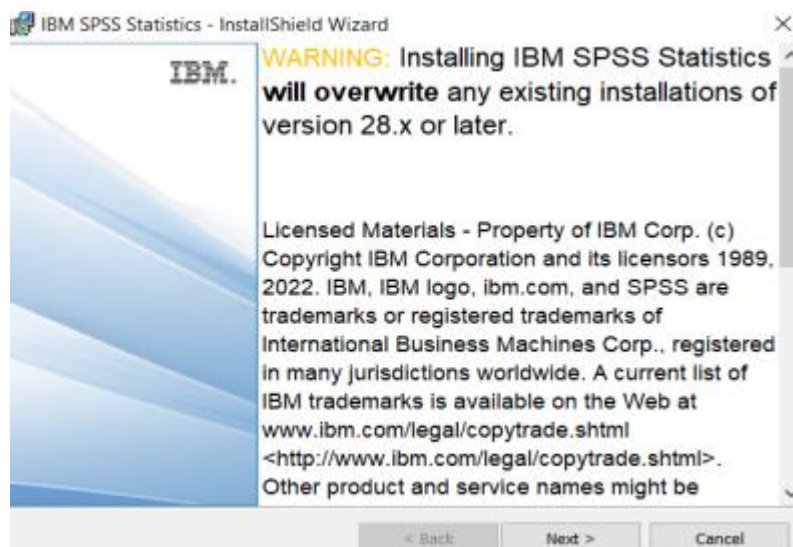 IBM SPSS Statistics - InstallShield Wizard
IBM.
WARNING: Installing IBM SPSS Statistics
will overwrite any existing installations of
version 28.x or later.
Licensed Materials - Property of IBM Corp. (c)
Copyright IBM Corporation and its licensors 1989,
2022. IBM, IBM logo, ibm.com, and SPSS are
trademarks or registered trademarks of
International Business Machines Corp., registered
in many jurisdictions worldwide. A current list of
IBM trademarks is available on the Web at
www.ibm.com/legal/copytrade.shtml
<http://www.ibm.com/legal/copytrade.shtml>.
Other product and service names might be
< Back
Next >
Cancel